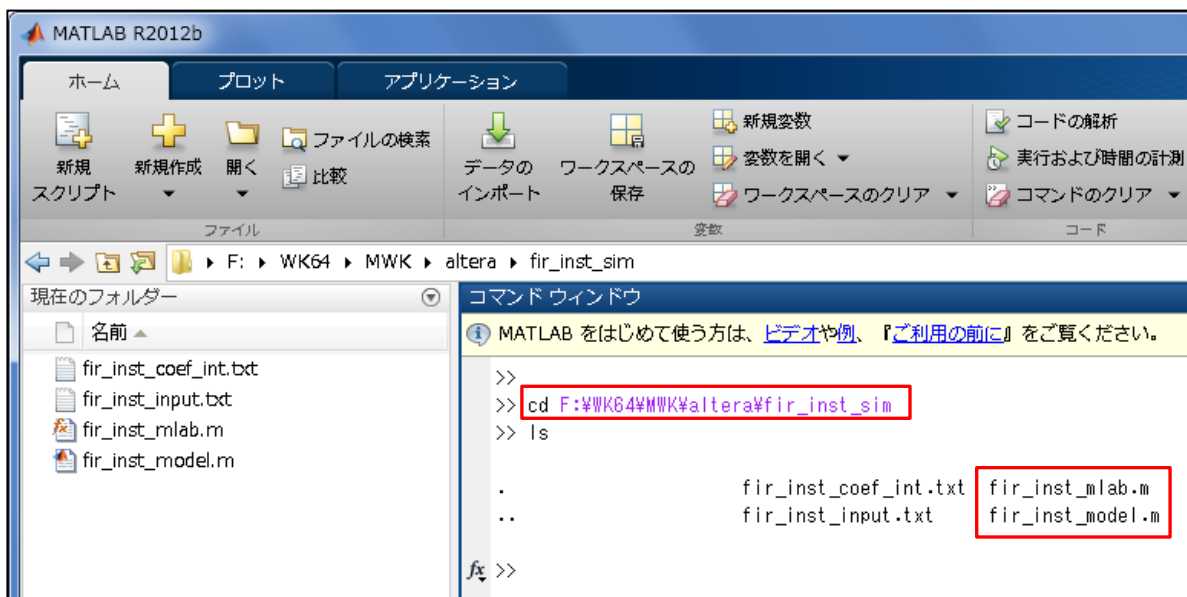 MATLAB R2012b
ホーム プロット アプリケーション
新規
スクリプト
新規作成
開く
ファイルの検索
比較
ファイル
データの
インポート
ワークスペースの
保存
新規変数
変数を開く
ワークスペースのクリア
変数
コードの解析
実行および時間の計測
コマンドのクリア
コード
F: WK64 MWK altera fir_inst_sim
現在のフォルダー
名前
fir_inst_coef_int.txt
fir_inst_input.txt
fir_inst_mlab.m
fir_inst_model.m
コマンド ウィンドウ
MATLAB をはじめて使う方は、ビデオや例、『ご利用の前に』をご覧ください。
>>
>> cd F:¥WK64¥MWK¥altera¥fir_inst_sim
>> ls
. fir_inst_coef_int.txt fir_inst_mlab.m
.. fir_inst_input.txt fir_inst_model.m
fx >>